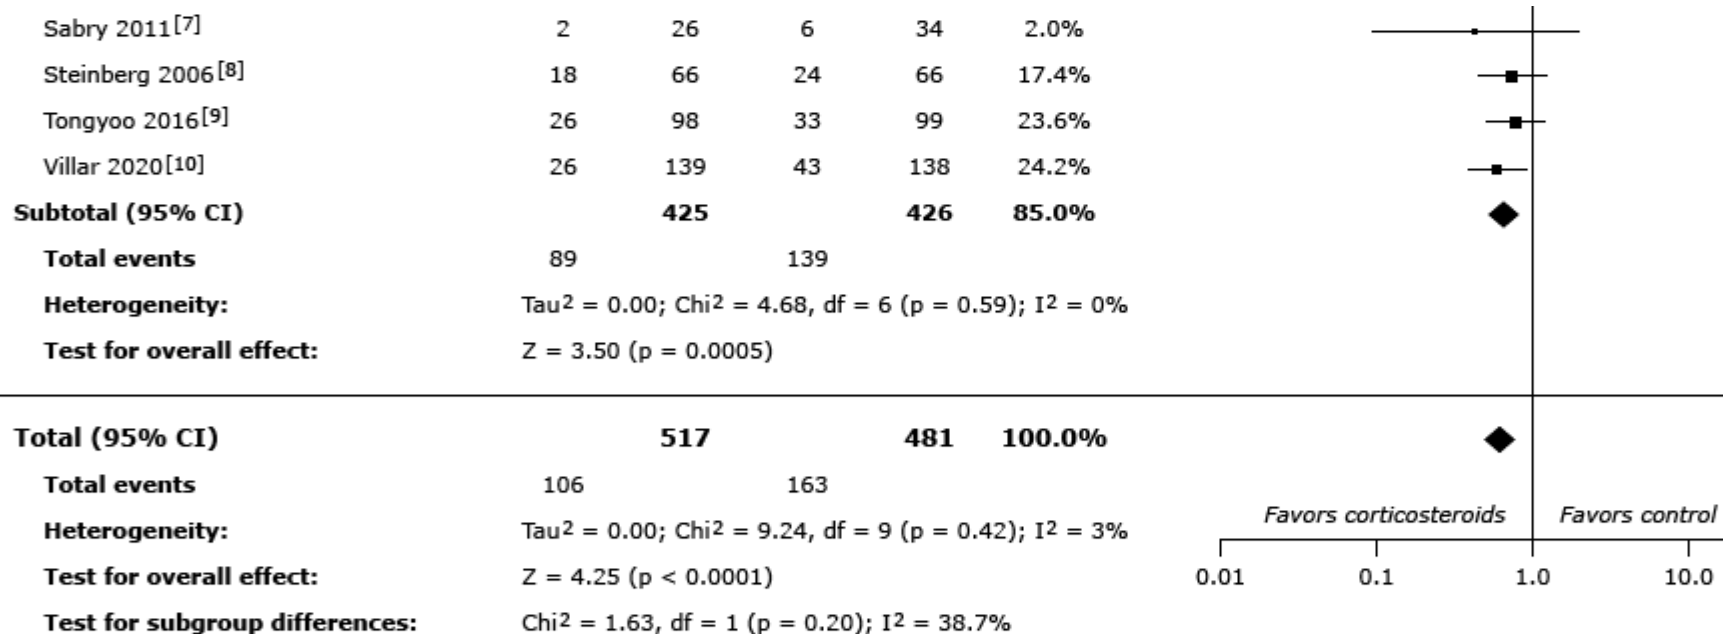 Sabry 2011[7] 2 26 6 34 2.0%
Steinberg 2006[8] 18 66 24 66 17.4%
Tongyoo 2016[9] 26 98 33 99 23.6%
Villar 2020[10] 26 139 43 138 24.2%
Subtotal (95% CI) 425 426 85.0%
Total events 89 139
Heterogeneity: Tau² = 0.00; Chi² = 4.68, df = 6 (p = 0.59); I² = 0%
Test for overall effect: Z = 3.50 (p = 0.0005)
Total (95% CI) 517 481 100.0%
Total events 106 163
Favors corticosteroids Favors control
Heterogeneity: Tau² = 0.00; Chi² = 9.24, df = 9 (p = 0.42); I² = 3%
Test for overall effect: Z = 4.25 (p < 0.0001) 0.01 0.1 1.0 10.0
Test for subgroup differences: Chi² = 1.63, df = 1 (p = 0.20); I² = 38.7%